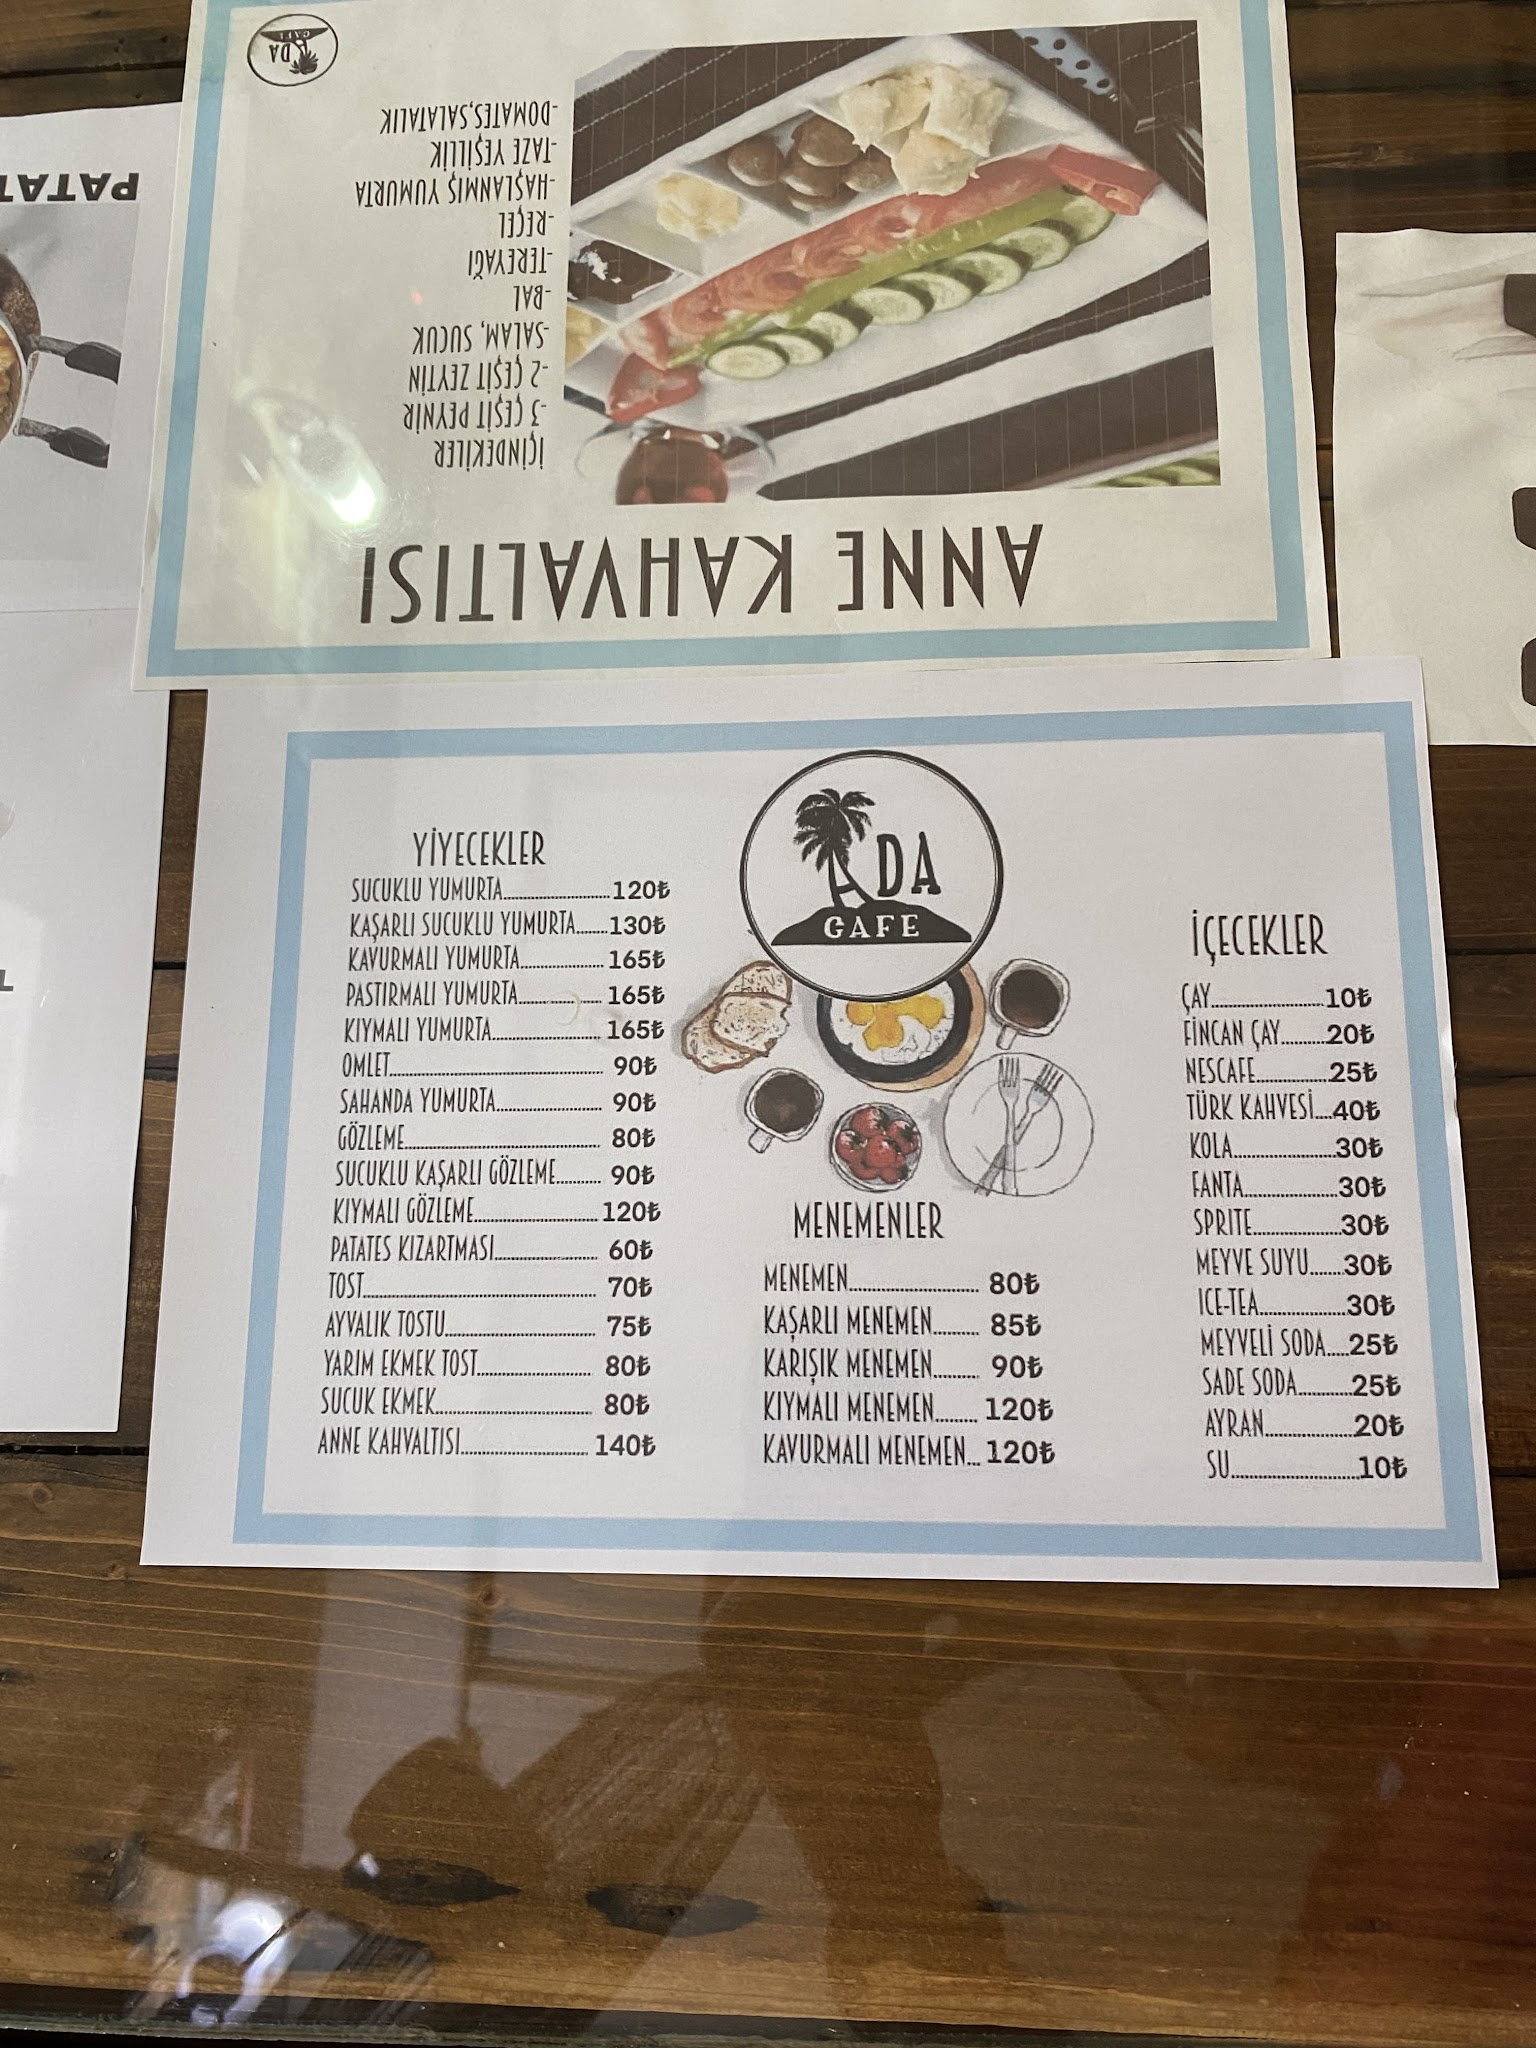 ADA
CAFE
-DOMATES,SALATALIK
-TAZE YEŞİLLİK
-HAŞLANMIŞ YUMURTA
-REÇEL
-TEREYAĞI
-BAL
-SALAM, SUCUK
-2 ÇEŞİT ZEYTİN
-3 ÇEŞİT PEYNİR
İÇİNDEKİLER
ANNE KAHVALTISI
PATAT
ADA
CAFE
YİYECEKLER
SUCUKLU YUMURTA 120₺
KAŞARLI SUCUKLU YUMURTA 130₺
KAVURMALI YUMURTA 165₺
PASTIRMALI YUMURTA 165₺
KIYMALI YUMURTA 165₺
OMLET 90₺
SAHANDA YUMURTA 90₺
GÖZLEME 80₺
SUCUKLU KAŞARLI GÖZLEME 90₺
KIYMALI GÖZLEME 120₺
PATATES KIZARTMASI 60₺
TOST 70₺
AYVALIK TOSTU 75₺
YARIM EKMEK TOST 80₺
SUCUK EKMEK 80₺
ANNE KAHVALTISI 140₺
MENEMENLER
MENEMEN 80₺
KAŞARLI MENEMEN 85₺
KARIŞIK MENEMEN 90₺
KIYMALI MENEMEN 120₺
KAVURMALI MENEMEN 120₺
İÇECEKLER
ÇAY 10₺
FİNCAN ÇAY 20₺
NESCAFE 25₺
TÜRK KAHVESİ 40₺
KOLA 30₺
FANTA 30₺
SPRITE 30₺
MEYVE SUYU 30₺
ICE-TEA 30₺
MEYVELİ SODA 25₺
SADE SODA 25₺
AYRAN 20₺
SU 10₺